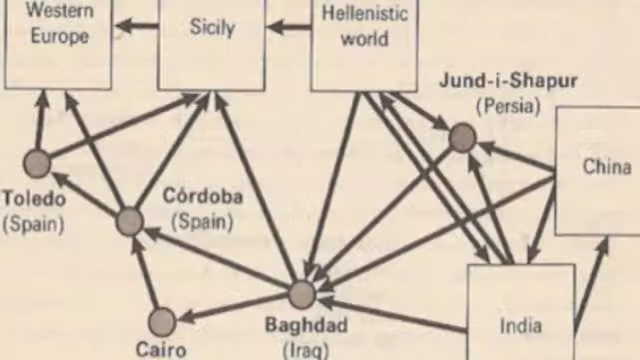 Western
Europe
Sicily
Hellenistic
world
Jund-i-Shapur
(Persia)
China
Toledo
(Spain)
Córdoba
(Spain)
Baghdad
(Iraq)
India
Cairo